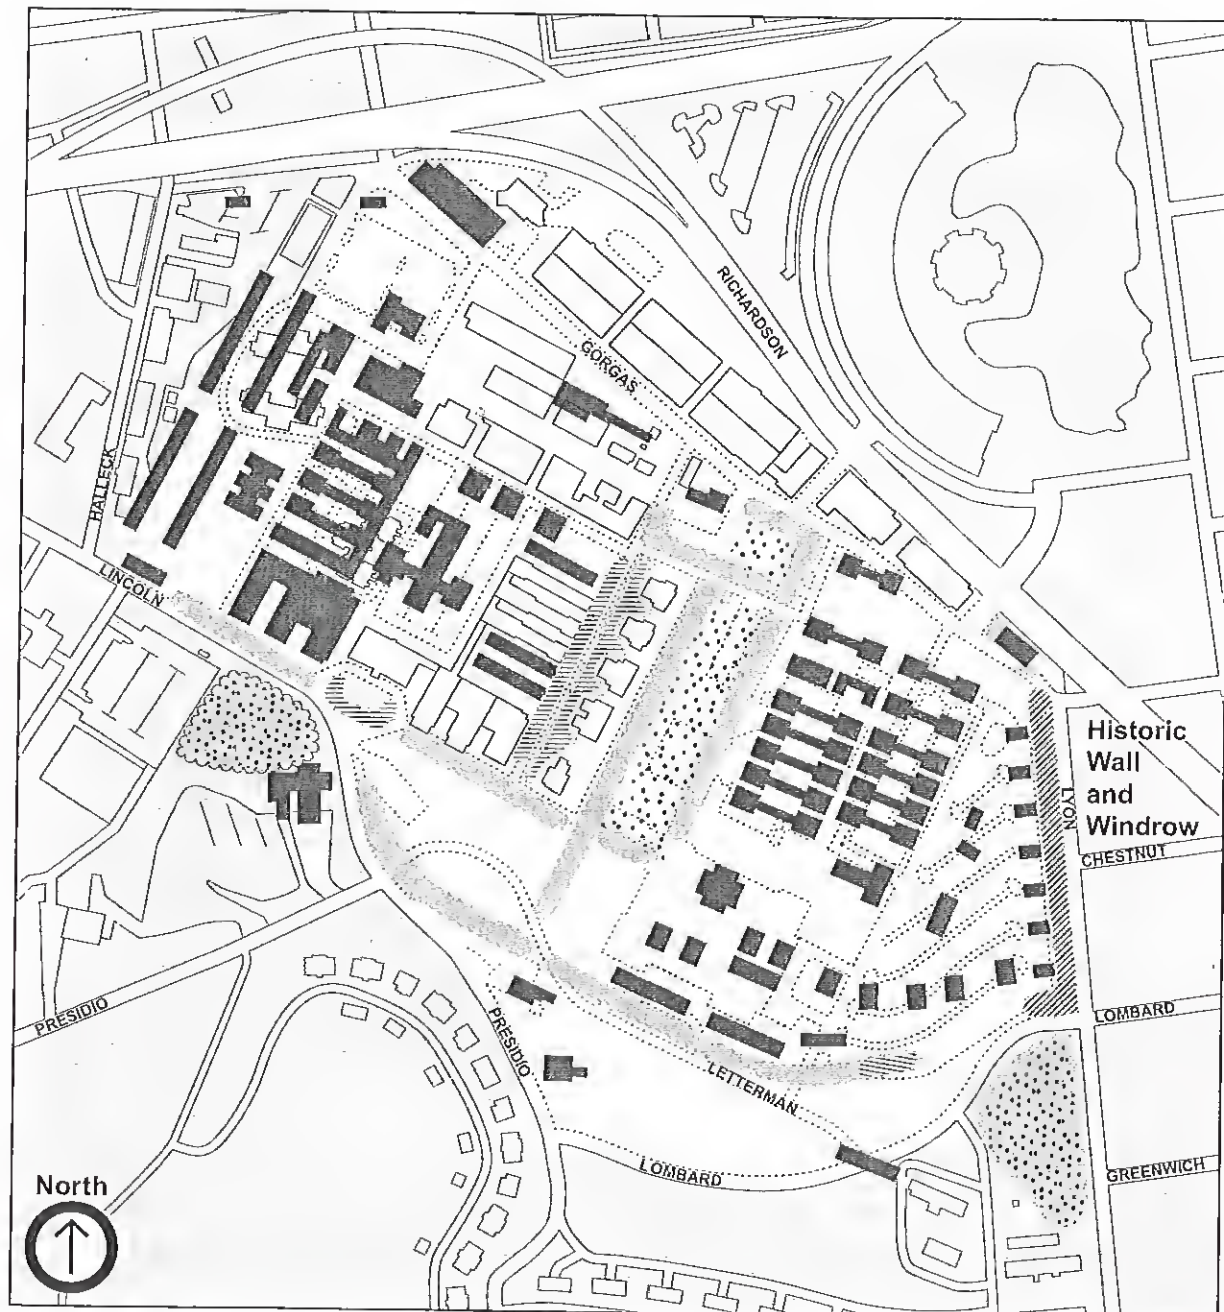 RICHARDSON
GORGAS
HALLECK
LINCOLN
Historic
Wall
and
Windrow
LYON
CHESTNUT
PRESIDIO
PRESIDIO
LOMBARD
LETTERMAN
LOMBARD
GREENWICH
North